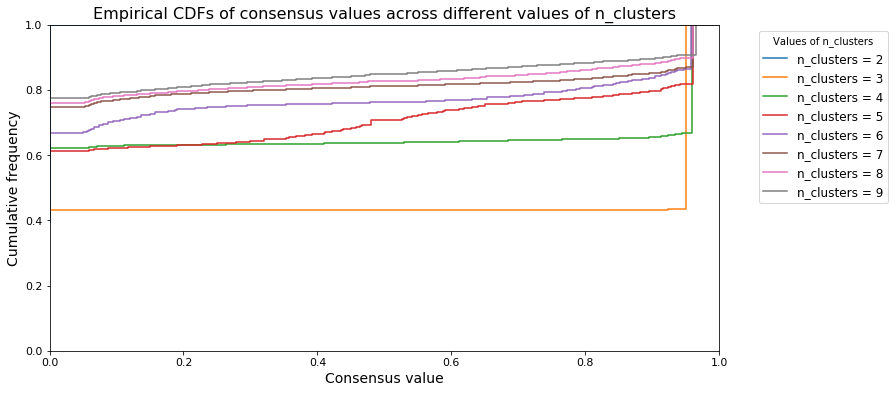 Empirical CDFs of consensus values across different values of n_clusters
1.0
0.8
0.6
0.4
0.2
0.0
Cumulative frequency
0.0 0.2 0.4 0.6 0.8 1.0
Consensus value
Values of n_clusters
n_clusters = 2
n_clusters = 3
n_clusters = 4
n_clusters = 5
n_clusters = 6
n_clusters = 7
n_clusters = 8
n_clusters = 9